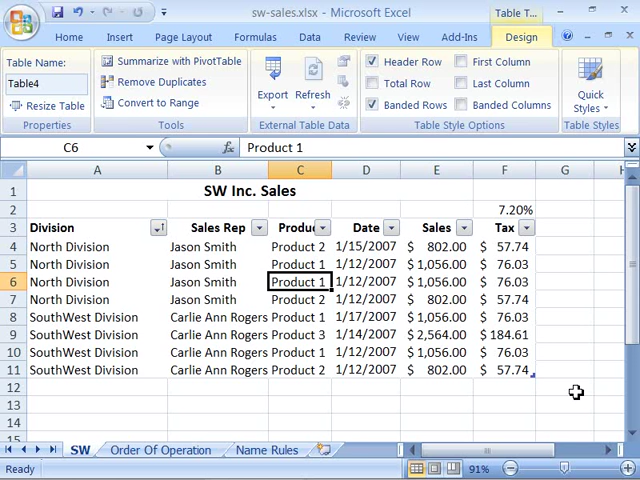 sw-sales.xlsx - Microsoft Excel
Table T...
Home Insert Page Layout Formulas Data Review View Add-Ins Design
Table Name:
Table4
Resize Table
Properties
Summarize with PivotTable
Remove Duplicates
Convert to Range
Tools
Export
Refresh
External Table Data
Header Row
Total Row
Banded Rows
First Column
Last Column
Banded Columns
Table Style Options
Quick
Styles
Table Styles
C6 Product 1
A B C D E F G H
1 SW Inc. Sales
2 7.20%
3 Division Sales Rep Produc Date Sales Tax
4 North Division Jason Smith Product 2 1/15/2007 $ 802.00 $ 57.74
5 North Division Jason Smith Product 1 1/12/2007 $ 1,056.00 $ 76.03
6 North Division Jason Smith Product 1 1/12/2007 $ 1,056.00 $ 76.03
7 North Division Jason Smith Product 2 1/12/2007 $ 802.00 $ 57.74
8 SouthWest Division Carlie Ann Rogers Product 1 1/17/2007 $ 1,056.00 $ 76.03
9 SouthWest Division Carlie Ann Rogers Product 3 1/14/2007 $ 2,564.00 $ 184.61
10 SouthWest Division Carlie Ann Rogers Product 1 1/12/2007 $ 1,056.00 $ 76.03
11 SouthWest Division Carlie Ann Rogers Product 2 1/12/2007 $ 802.00 $ 57.74
12
13
14
15
SW Order Of Operation Name Rules
Ready 91%